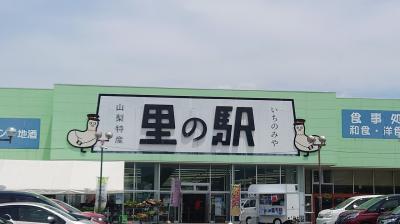 ン・地酒
山梨特産
里の駅
いちのみや
食事処
和食・洋食